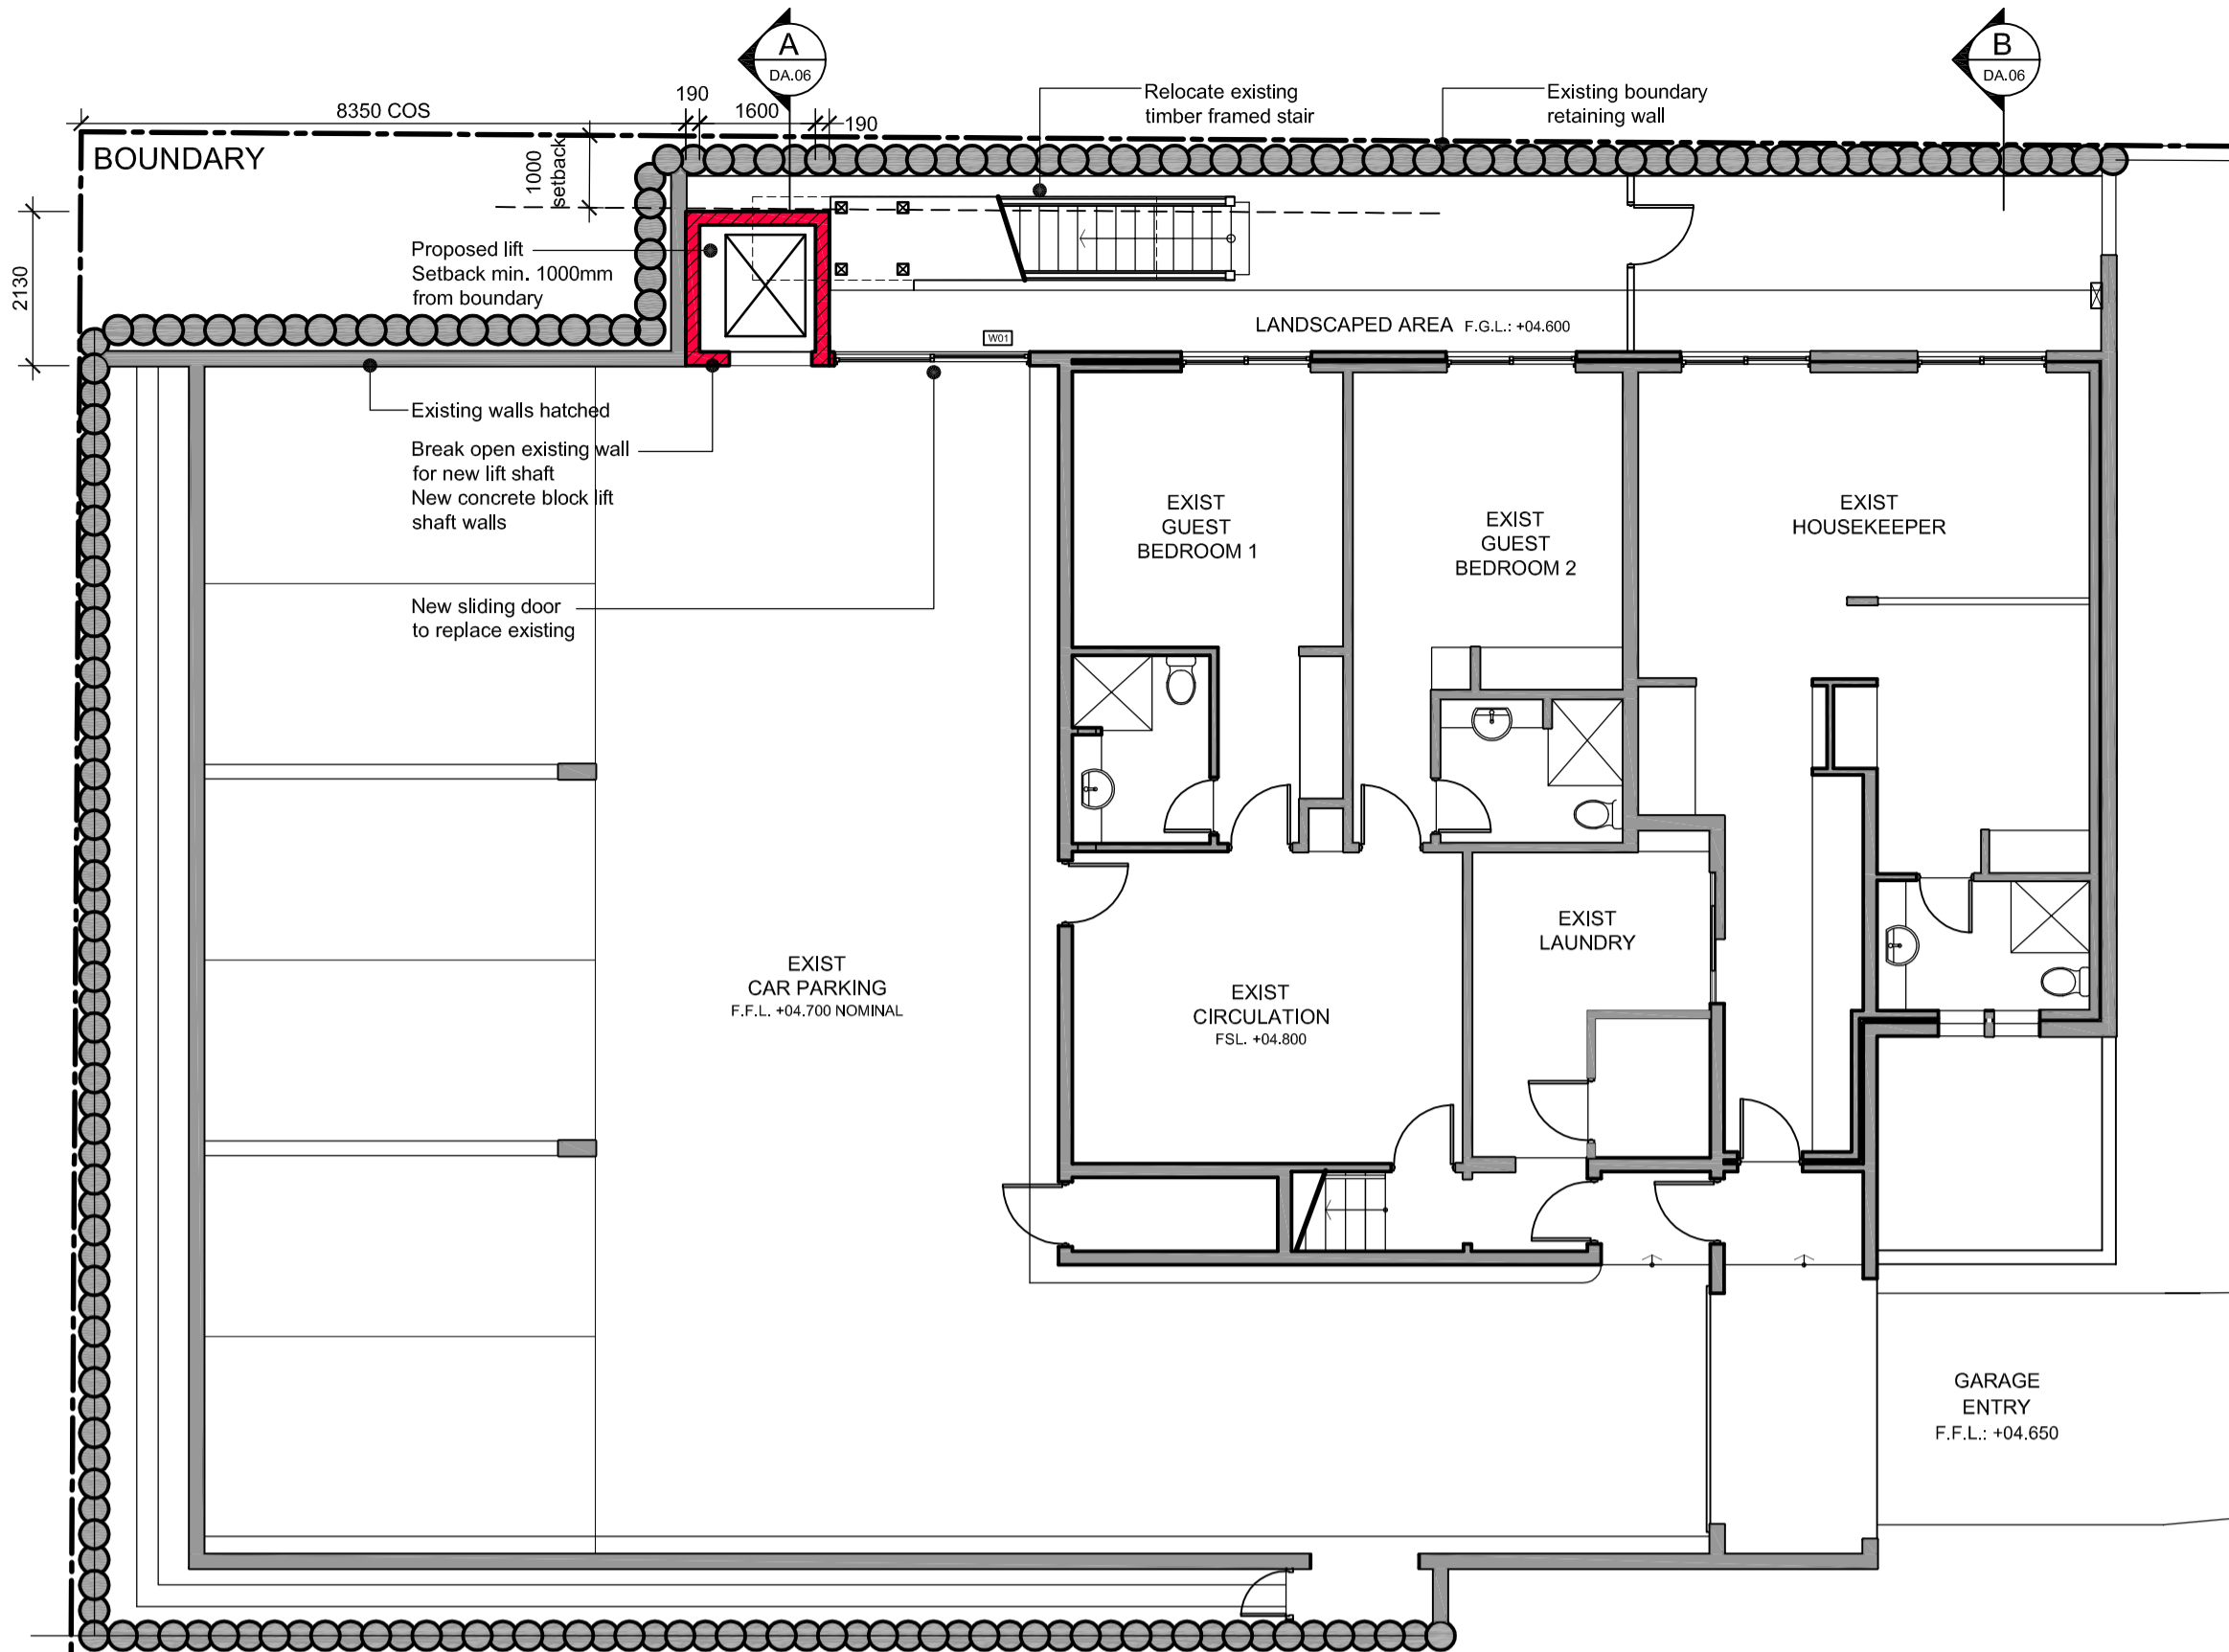 A
DA.06
B
DA.06
8350 COS
190
1600
190
Relocate existing
timber framed stair
Existing boundary
retaining wall
BOUNDARY
1000
setback
2130
Proposed lift
Setback min. 1000mm
from boundary
W01
LANDSCAPED AREA F.G.L.: +04.600
Existing walls hatched
Break open existing wall
for new lift shaft
New concrete block lift
shaft walls
New sliding door
to replace existing
EXIST
GUEST
BEDROOM 1
EXIST
GUEST
BEDROOM 2
EXIST
HOUSEKEEPER
EXIST
LAUNDRY
EXIST
CAR PARKING
F.F.L. +04.700 NOMINAL
EXIST
CIRCULATION
FSL. +04.800
GARAGE
ENTRY
F.F.L.: +04.650